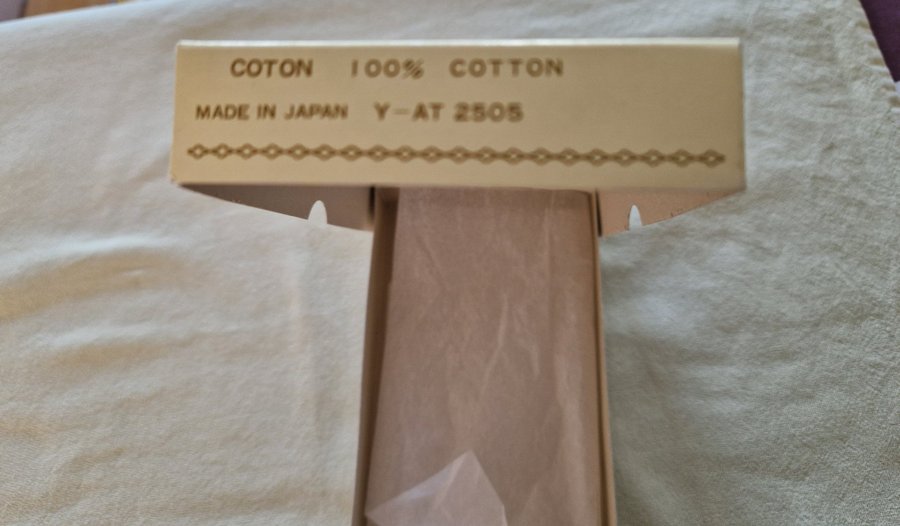 COTON 100% COTTON
MADE IN JAPAN Y-AT 2505